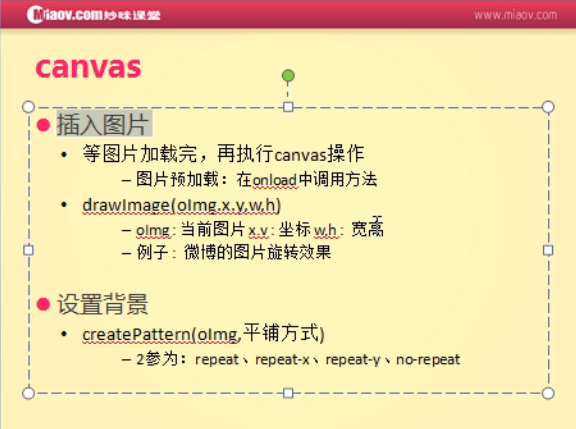 Miaov.com妙味课堂
www.miaov.com
canvas
插入图片
• 等图片加载完，再执行canvas操作
– 图片预加载：在onload中调用方法
• drawImage(oImg.x.y,w,h)
– oImg : 当前图片 x.y : 坐标 w,h : 宽高
– 例子：微博的图片旋转效果
设置背景
• createPattern(oImg,平铺方式)
– 2参为：repeat、repeat-x、repeat-y、no-repeat